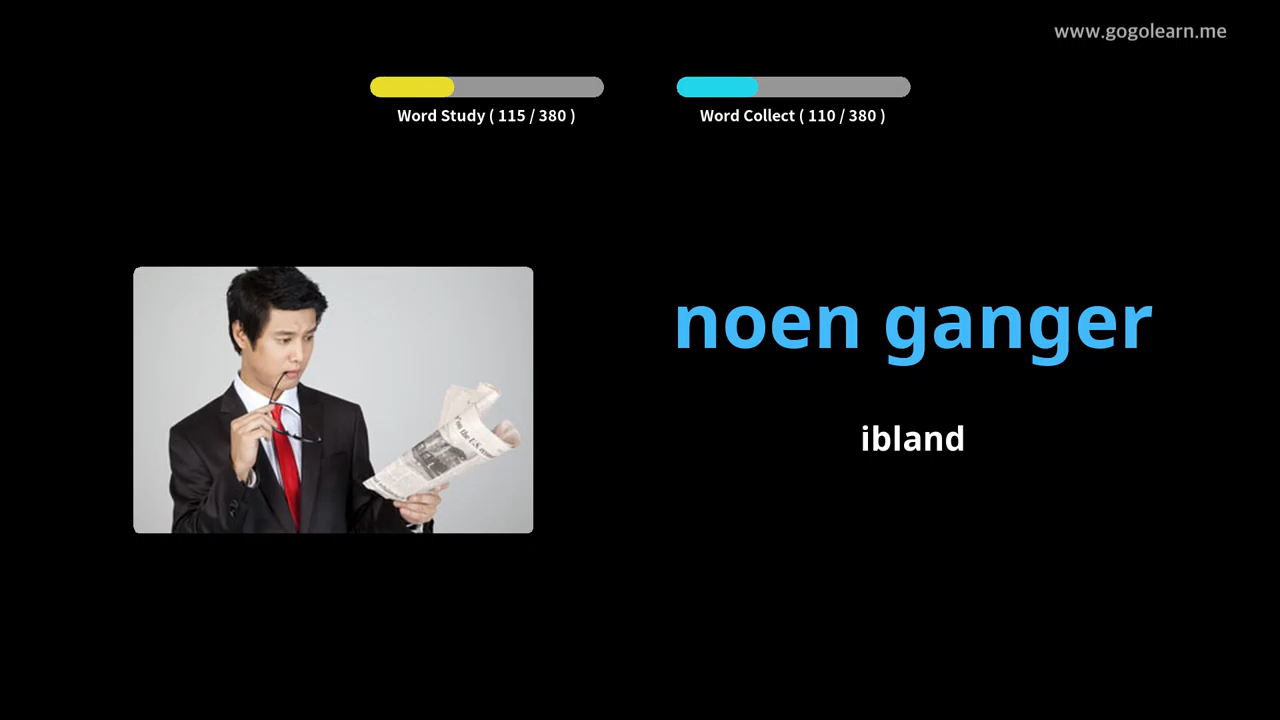 www.gogolearn.me
Word Study ( 115 / 380 )
Word Collect ( 110 / 380 )
noen ganger
ibland